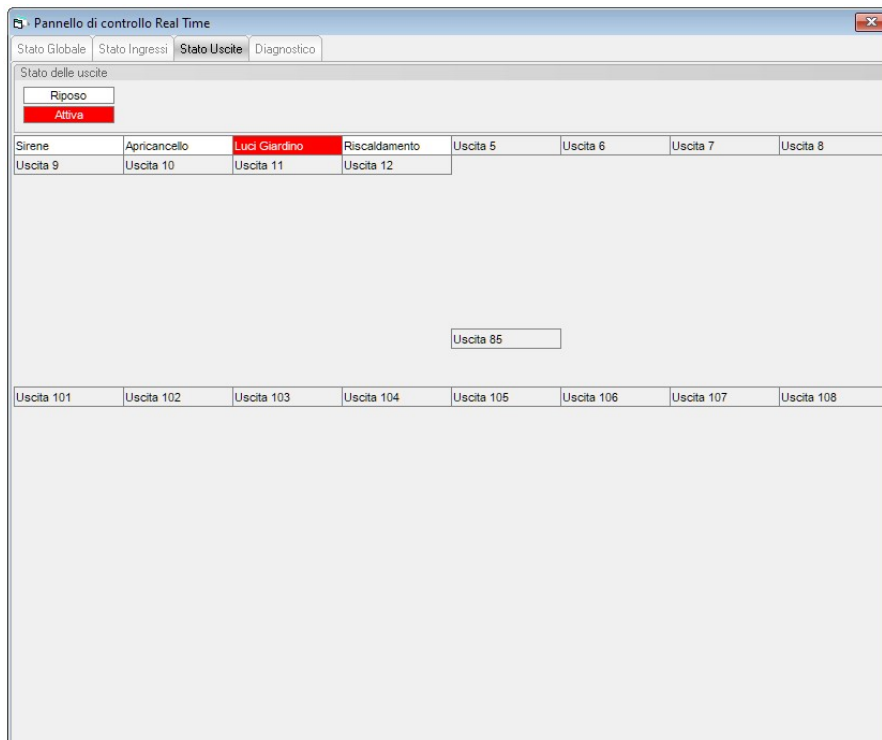 Pannello di controllo Real Time
Stato Globale Stato Ingressi Stato Uscite Diagnostico
Stato delle uscite
Riposo
Attiva
Sirene Apricancello Luci Giardino Riscaldamento Uscita 5 Uscita 6 Uscita 7 Uscita 8
Uscita 9 Uscita 10 Uscita 11 Uscita 12
Uscita 85
Uscita 101 Uscita 102 Uscita 103 Uscita 104 Uscita 105 Uscita 106 Uscita 107 Uscita 108